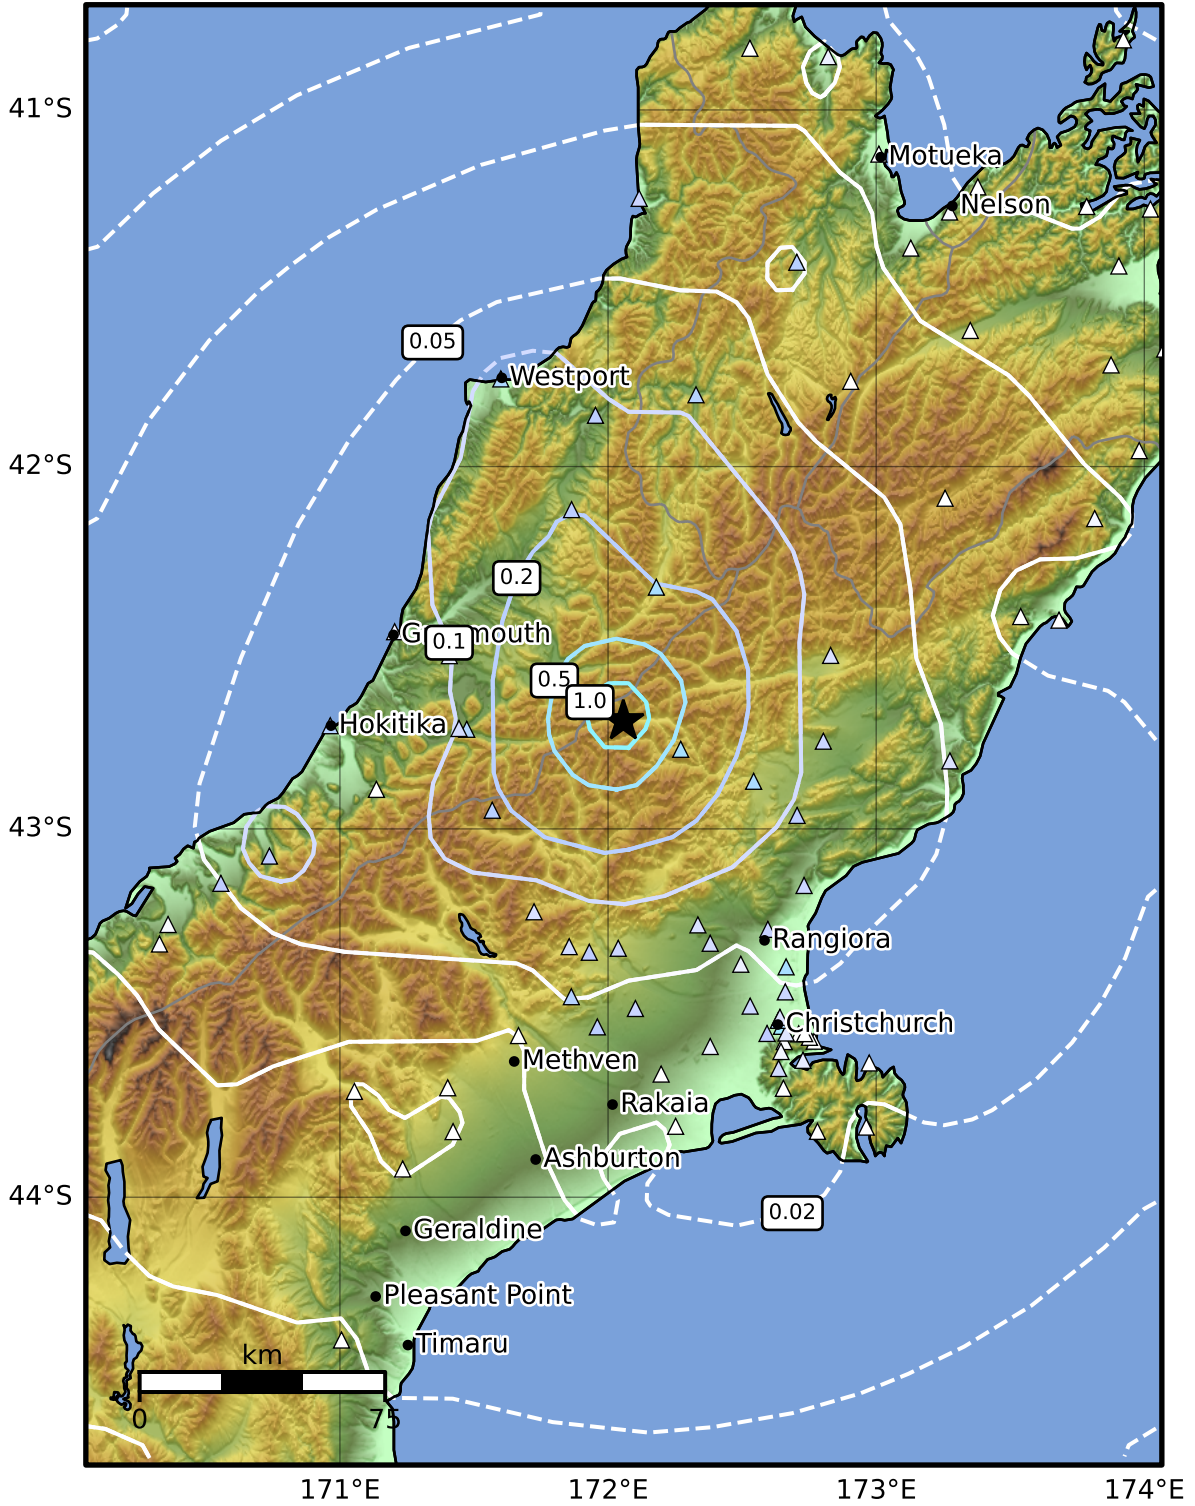 41°S
Motueka
Nelson
0.05
Westport
42°S
0.2
G
mouth
0.1
0.5
1.0
Hokitika
43°S
Rangiora
Christchurch
Methven
Rakaia
Ashburton
44°S
0.02
Geraldine
Pleasant Point
Timaru
km
0
75
171°E
172°E
173°E
174°E